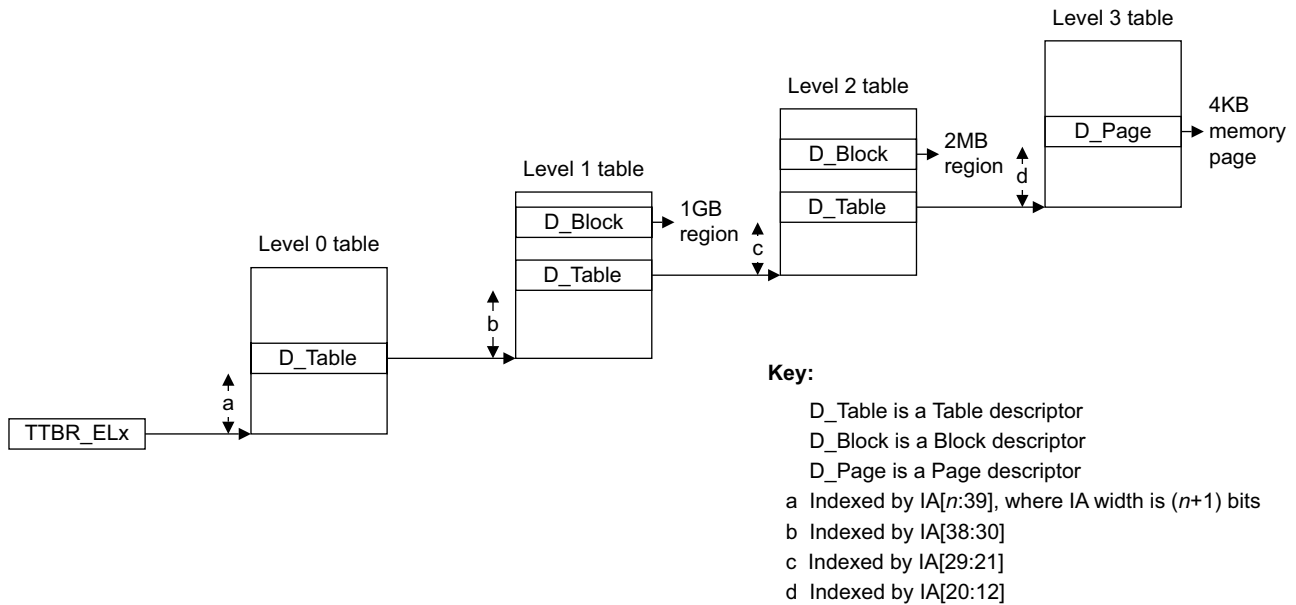 Level 3 table
Level 2 table
D_Page
4KB
memory
page
D_Block
2MB
region
d
Level 1 table
D_Table
D_Block
1GB
region
c
Level 0 table
D_Table
b
D_Table
a
TTBR_ELx
Key:
D_Table is a Table descriptor
D_Block is a Block descriptor
D_Page is a Page descriptor
a Indexed by IA[n:39], where IA width is (n+1) bits
b Indexed by IA[38:30]
c Indexed by IA[29:21]
d Indexed by IA[20:12]